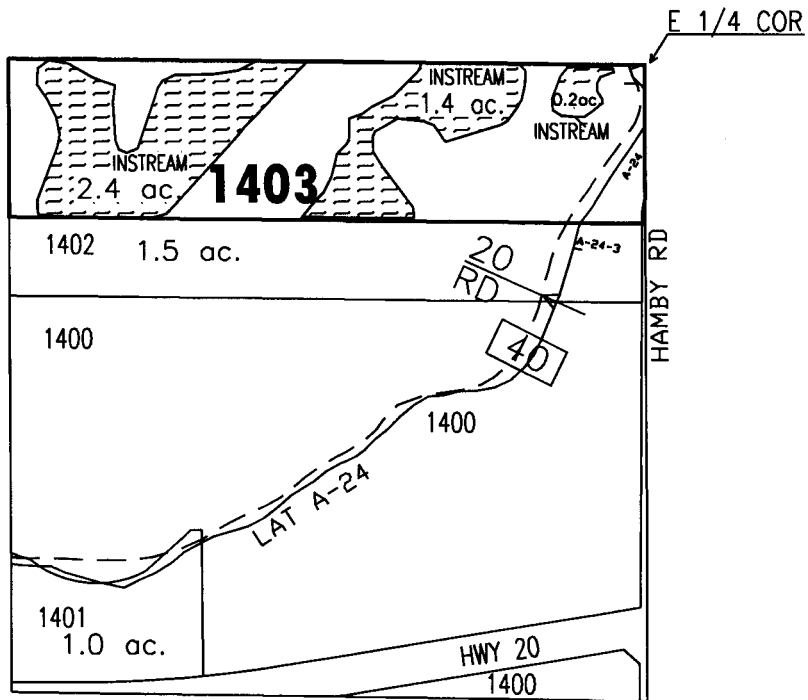 E 1/4 COR
INSTREAM
2.4 ac.
1403
INSTREAM
1.4 ac.
0.2ac.
INSTREAM
A-24
1402 1.5 ac.
A-24-3
20
RD
HAMBY RD
1400
40
1400
LAT A-24
1401
1.0 ac.
HWY 20
1400